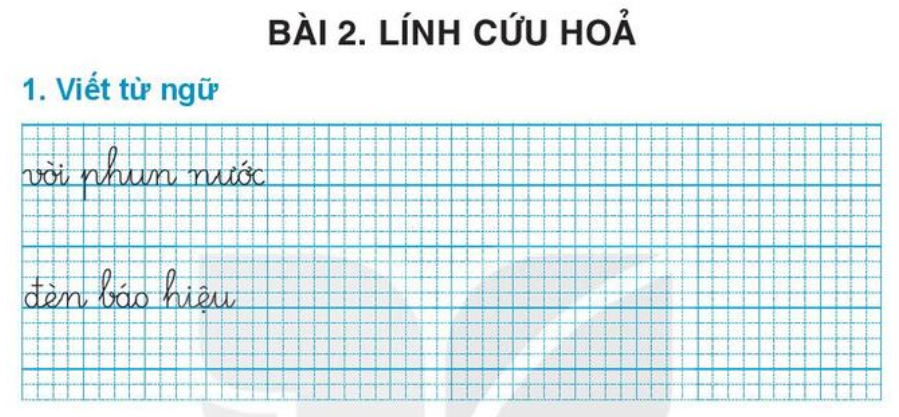 BÀI 2. LÍNH CỨU HOẢ
1. Viết từ ngữ
vòi phun nước
đèn báo hiệu